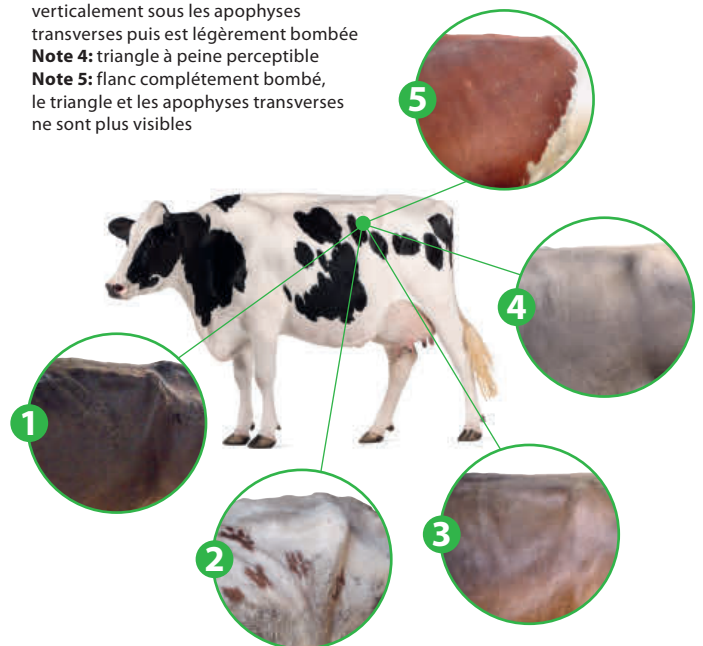 verticalement sous les apophyses
transverses puis est légèrement bombée
Note 4: triangle à peine perceptible
Note 5: flanc complétement bombé,
le triangle et les apophyses transverses
ne sont plus visibles
5
4
1
2
3